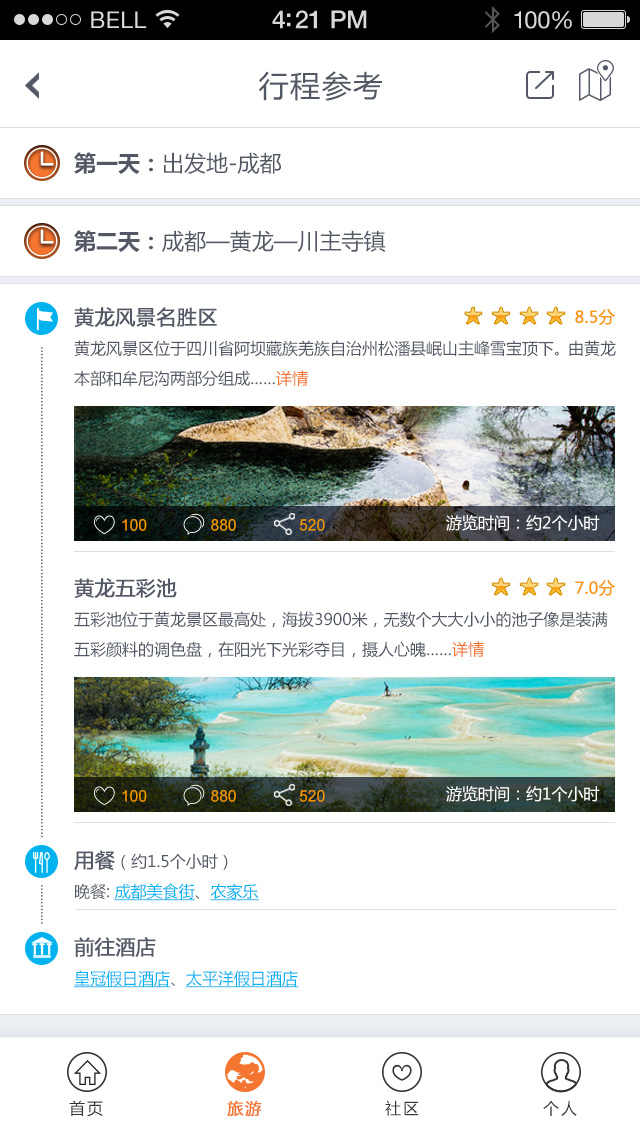 BELL 4:21 PM 100%
行程参考
第一天：出发地-成都
第二天：成都—黄龙—川主寺镇
黄龙风景名胜区 8.5分
黄龙风景区位于四川省阿坝藏族羌族自治州松潘县岷山主峰雪宝顶下。由黄龙
本部和牟尼沟两部分组成......详情
100 880 520 游览时间：约2个小时
黄龙五彩池 7.0分
五彩池位于黄龙景区最高处，海拔3900米，无数个大大小小的池子像是装满
五彩颜料的调色盘，在阳光下光彩夺目，摄人心魄......详情
100 880 520 游览时间：约1个小时
用餐（约1.5个小时）
晚餐: 成都美食街、农家乐
前往酒店
皇冠假日酒店、太平洋假日酒店
首页 旅游 社区 个人